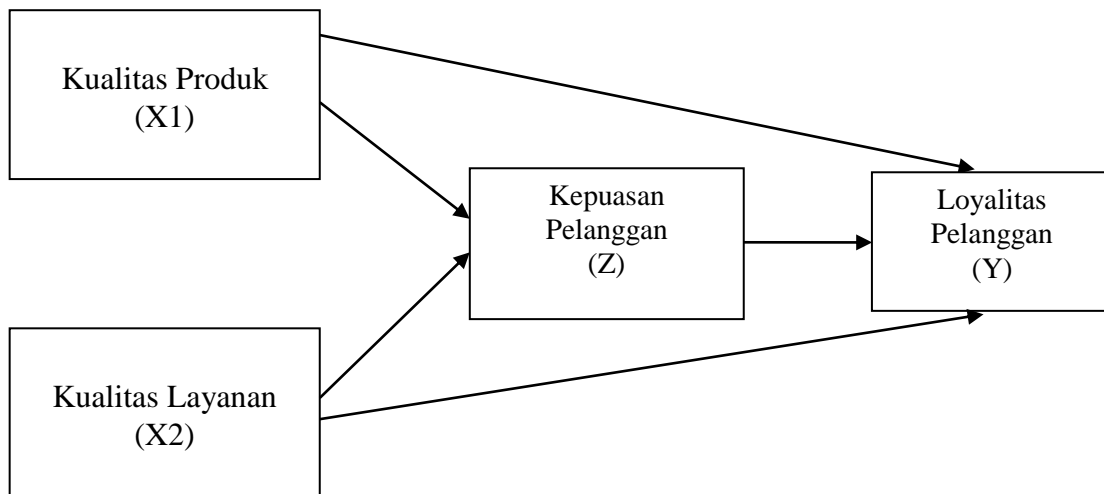 Kualitas Produk
(X1)
Kepuasan
Pelanggan
(Z)
Loyalitas
Pelanggan
(Y)
Kualitas Layanan
(X2)